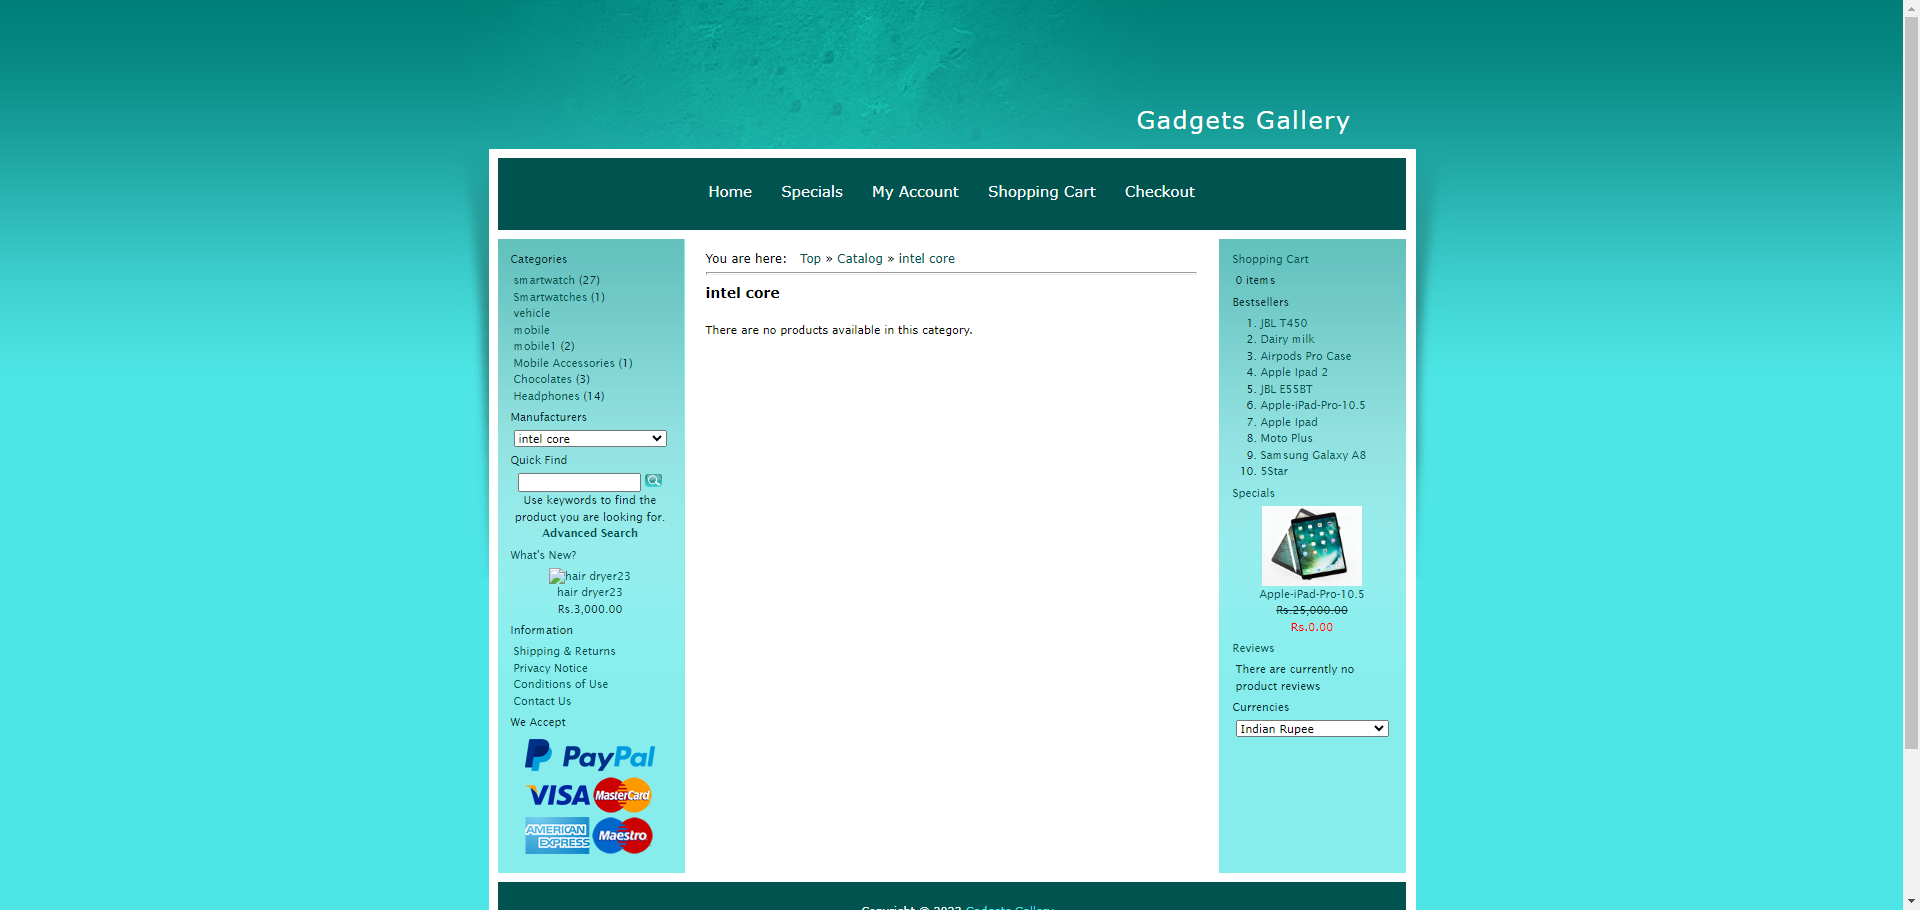 Gadgets Gallery
Home Specials My Account Shopping Cart Checkout
Categories
smartwatch (27)
Smartwatches (1)
vehicle
mobile
mobile1 (2)
Mobile Accessories (1)
Chocolates (3)
Headphones (14)
Manufacturers
intel core
Quick Find
Use keywords to find the
product you are looking for.
Advanced Search
What's New?
hair dryer23
hair dryer23
Rs.3,000.00
Information
Shipping & Returns
Privacy Notice
Conditions of Use
Contact Us
We Accept
PayPal
VISA MasterCard
AMERICAN EXPRESS Maestro
You are here: Top » Catalog » intel core
intel core
There are no products available in this category.
Shopping Cart
0 items
Bestsellers
1. JBL T450
2. Dairy milk
3. Airpods Pro Case
4. Apple Ipad 2
5. JBL E55BT
6. Apple-iPad-Pro-10.5
7. Apple Ipad
8. Moto Plus
9. Samsung Galaxy A8
10. 5Star
Specials
Apple-iPad-Pro-10.5
Rs.25,000.00
Rs.0.00
Reviews
There are currently no
product reviews
Currencies
Indian Rupee
Copyright © 2023 Gadgets Gallery